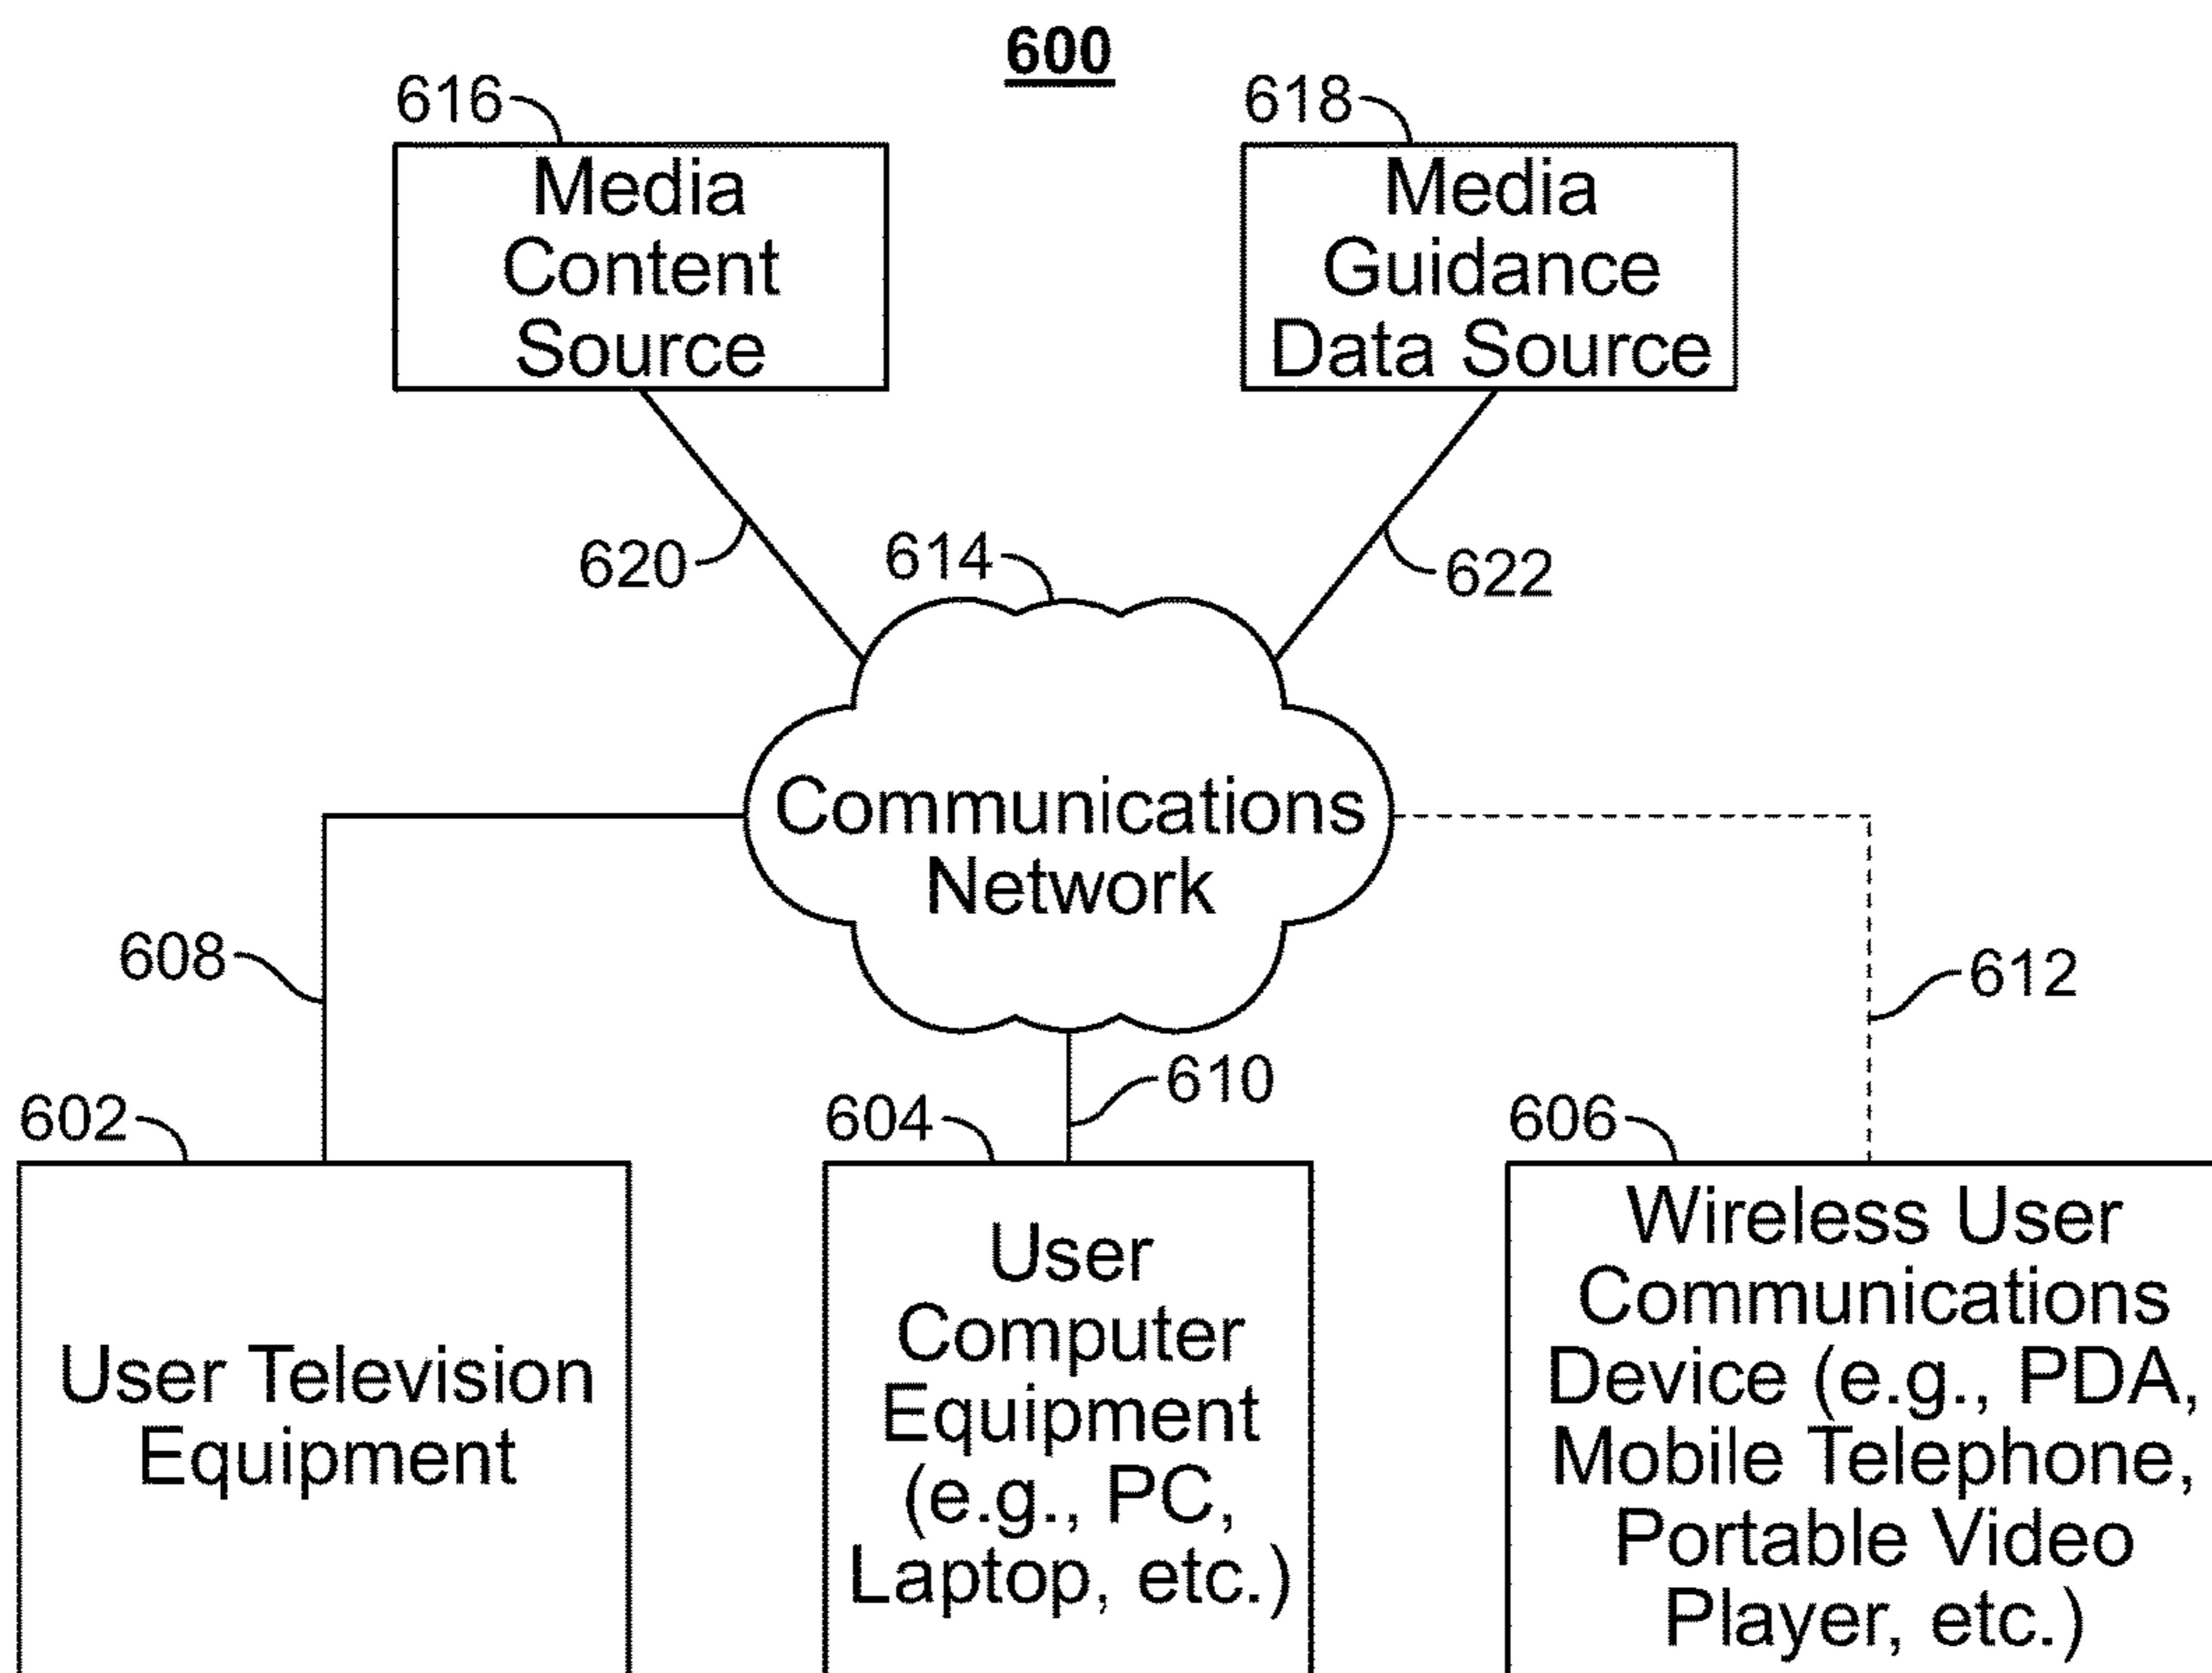 600
616
618
Media
Content
Source
Media
Guidance
Data Source
620
614
622
Communications
Network
608
612
610
602
604
606
User Television
Equipment
User
Computer
Equipment
(e.g., PC,
Laptop, etc.)
Wireless User
Communications
Device (e.g., PDA,
Mobile Telephone,
Portable Video
Player, etc.)